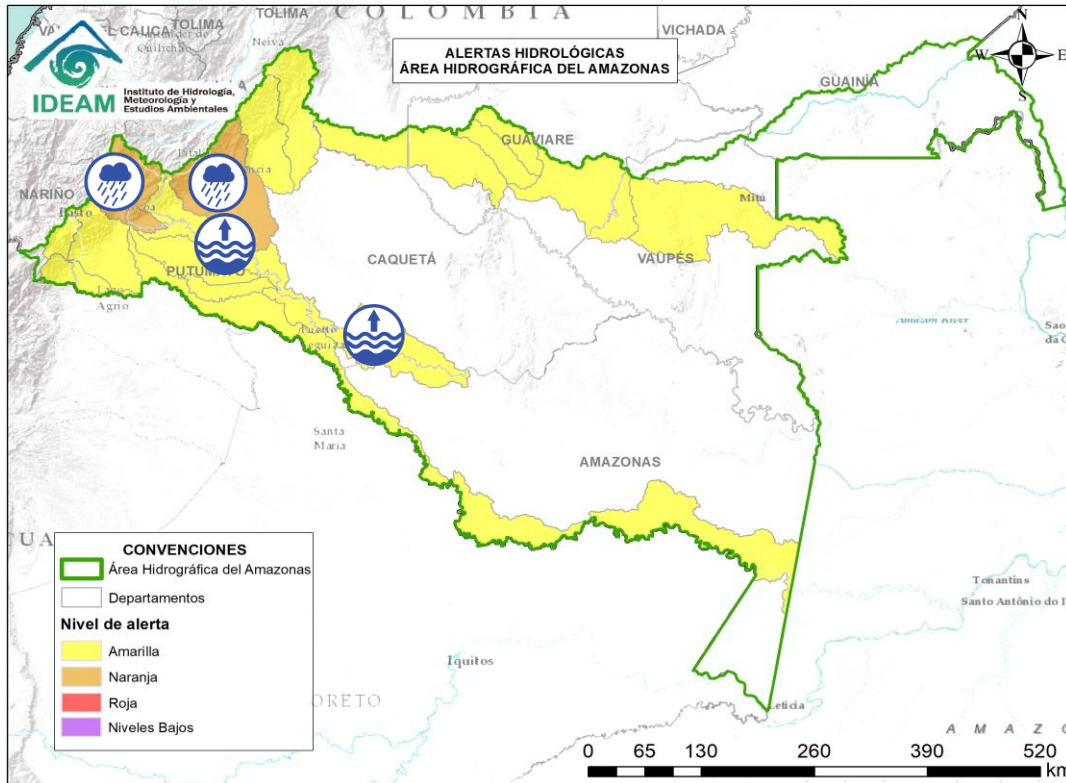 TOLIMA
TOLIMA
COLOMBIA
VICHADA
Neiva
ALERTAS HIDROLÓGICAS
ÁREA HIDROGRÁFICA DEL AMAZONAS
N
W
E
S
IDEAM
Instituto de Hidrología,
Meteorología y
Estudios Ambientales
GUAINÍA
GUAVIARE
NARIÑO
Mitú
CAQUETÁ
VAUPÉS
PUTUMAYO
Agrio
Puerto
Amazon River
Santa
Maria
AMAZONAS
CONVENCIONES
Área Hidrográfica del Amazonas
Departamentos
Nivel de alerta
Amarilla
Naranja
Roja
Niveles Bajos
Tonantins
Santo Antônio do I
Iquitos
ORETO
Leticia
AMAZO
0 65 130 260 390 520
km